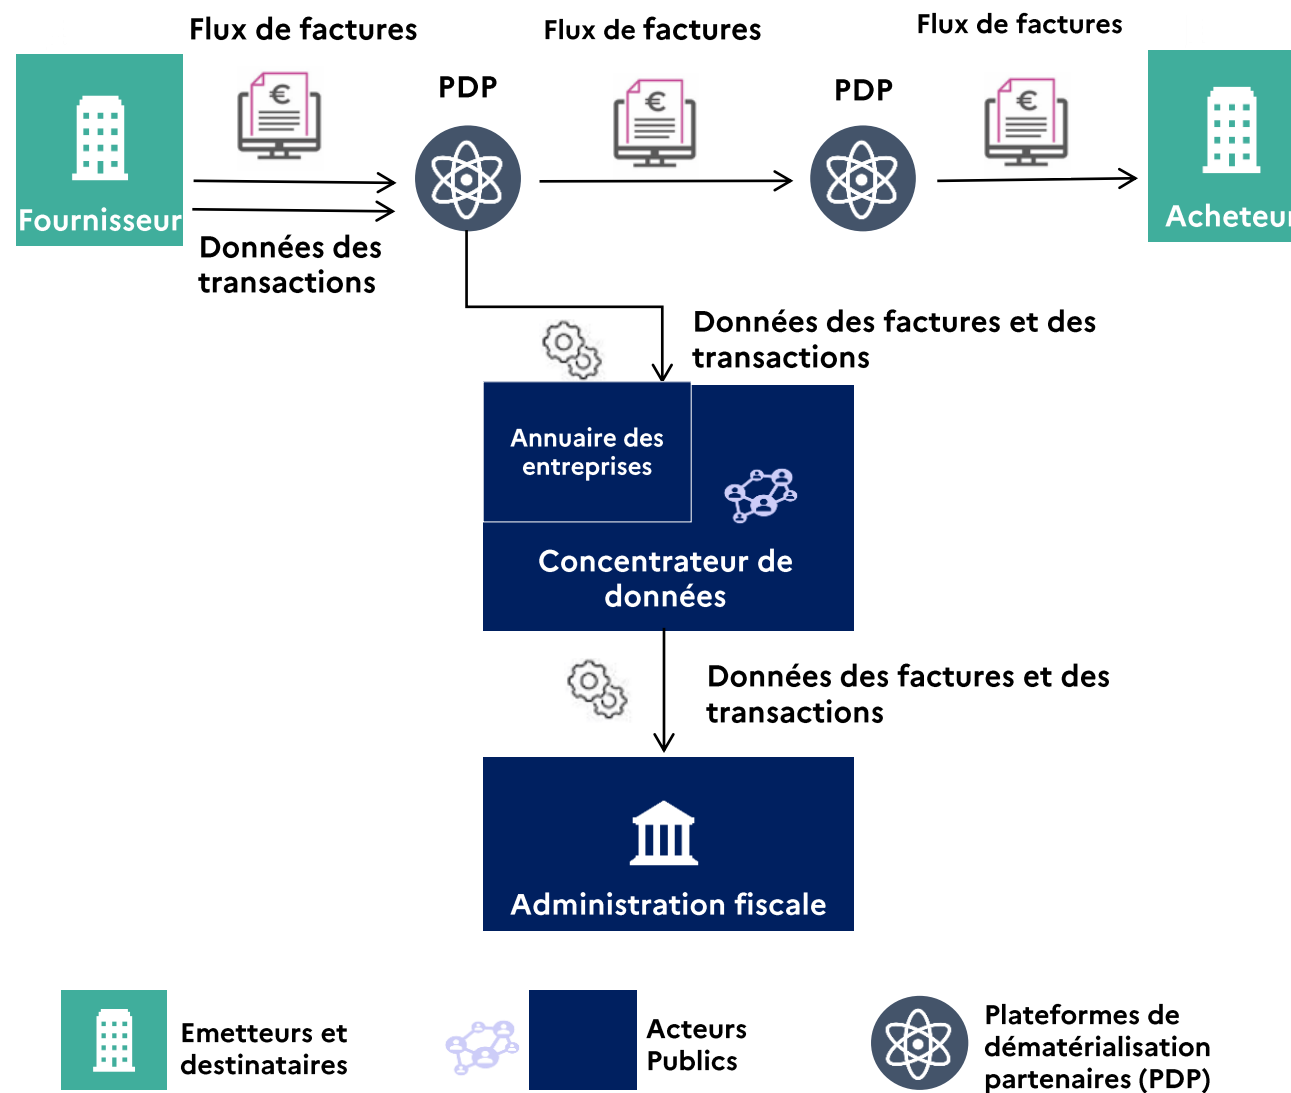 Flux de factures
Flux de factures
Flux de factures
PDP
PDP
€
€
€
Fournisseur
Acheteur
Données des
transactions
Données des factures et des
transactions
Annuaire des
entreprises
Concentrateur de
données
Données des factures et des
transactions
Administration fiscale
Emetteurs et
destinataires
Acteurs
Publics
Plateformes de
dématérialisation
partenaires (PDP)